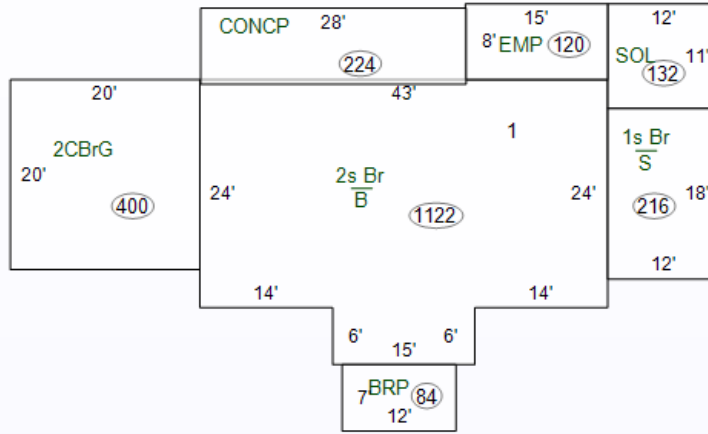 CONCP
28'
224
15'
8' EMP 120
12'
SOL 11'
132
20'
2CBrG
20'
400
43'
1
24'
2s Br
B
1122
24'
1s Br
S
216
18'
12'
14'
14'
6'
15'
6'
7 BRP 84
12'